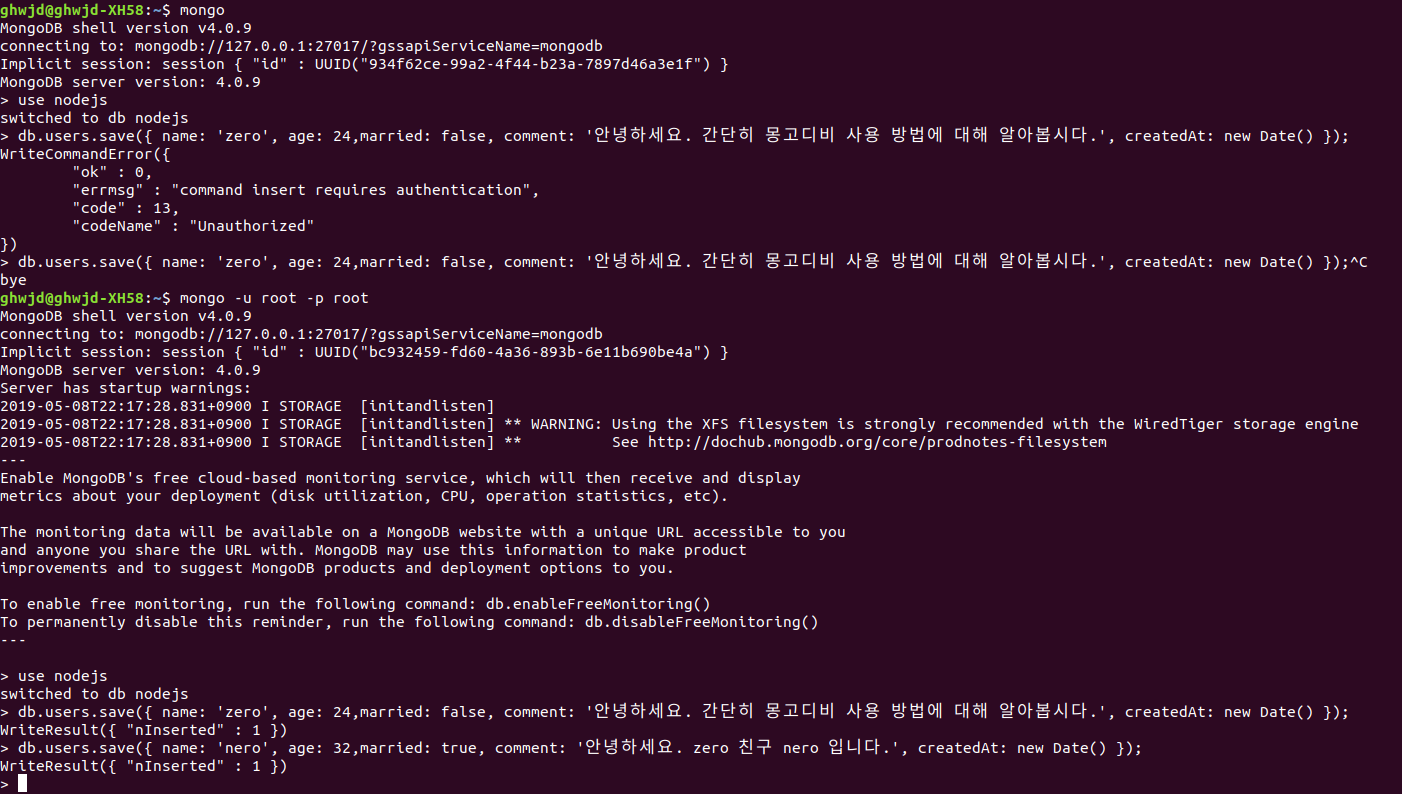 ghwjd@ghwjd-XH58:~$ mongo
MongoDB shell version v4.0.9
connecting to: mongodb://127.0.0.1:27017/?gssapiServiceName=mongodb
Implicit session: session { "id" : UUID("934f62ce-99a2-4f44-b23a-7897d46a3e1f") }
MongoDB server version: 4.0.9
> use nodejs
switched to db nodejs
> db.users.save({ name: 'zero', age: 24,married: false, comment: '안녕하세요. 간단히 몽고디비 사용 방법에 대해 알아봅시다.', createdAt: new Date() });
WriteCommandError({
        "ok" : 0,
        "errmsg" : "command insert requires authentication",
        "code" : 13,
        "codeName" : "Unauthorized"
})
> db.users.save({ name: 'zero', age: 24,married: false, comment: '안녕하세요. 간단히 몽고디비 사용 방법에 대해 알아봅시다.', createdAt: new Date() });^C
bye
ghwjd@ghwjd-XH58:~$ mongo -u root -p root
MongoDB shell version v4.0.9
connecting to: mongodb://127.0.0.1:27017/?gssapiServiceName=mongodb
Implicit session: session { "id" : UUID("bc932459-fd60-4a36-893b-6e11b690be4a") }
MongoDB server version: 4.0.9
Server has startup warnings:
2019-05-08T22:17:28.831+0900 I STORAGE  [initandlisten]
2019-05-08T22:17:28.831+0900 I STORAGE  [initandlisten] ** WARNING: Using the XFS filesystem is strongly recommended with the WiredTiger storage engine
2019-05-08T22:17:28.831+0900 I STORAGE  [initandlisten] **          See http://dochub.mongodb.org/core/prodnotes-filesystem
---
Enable MongoDB's free cloud-based monitoring service, which will then receive and display
metrics about your deployment (disk utilization, CPU, operation statistics, etc).

The monitoring data will be available on a MongoDB website with a unique URL accessible to you
and anyone you share the URL with. MongoDB may use this information to make product
improvements and to suggest MongoDB products and deployment options to you.

To enable free monitoring, run the following command: db.enableFreeMonitoring()
To permanently disable this reminder, run the following command: db.disableFreeMonitoring()
---

> use nodejs
switched to db nodejs
> db.users.save({ name: 'zero', age: 24,married: false, comment: '안녕하세요. 간단히 몽고디비 사용 방법에 대해 알아봅시다.', createdAt: new Date() });
WriteResult({ "nInserted" : 1 })
> db.users.save({ name: 'nero', age: 32,married: true, comment: '안녕하세요. zero 친구 nero 입니다.', createdAt: new Date() });
WriteResult({ "nInserted" : 1 })
>